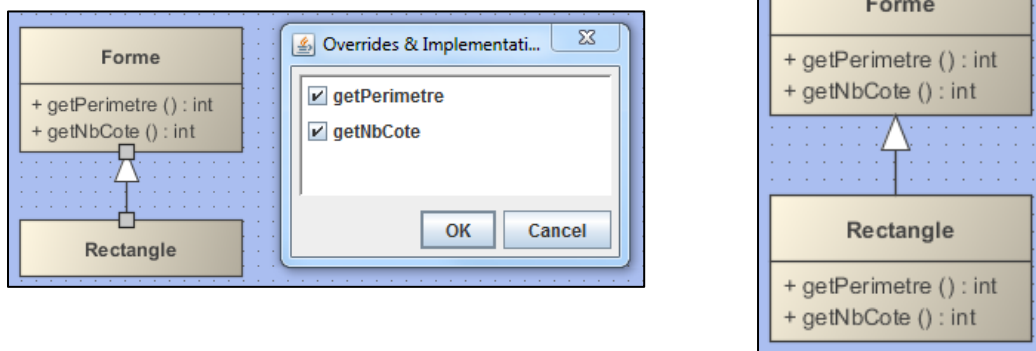 Forme
+ getPerimetre () : int
+ getNbCote () : int
Rectangle
Overrides & Implementati...
getPerimetre
getNbCote
OK
Cancel
Forme
+ getPerimetre () : int
+ getNbCote () : int
Rectangle
+ getPerimetre () : int
+ getNbCote () : int